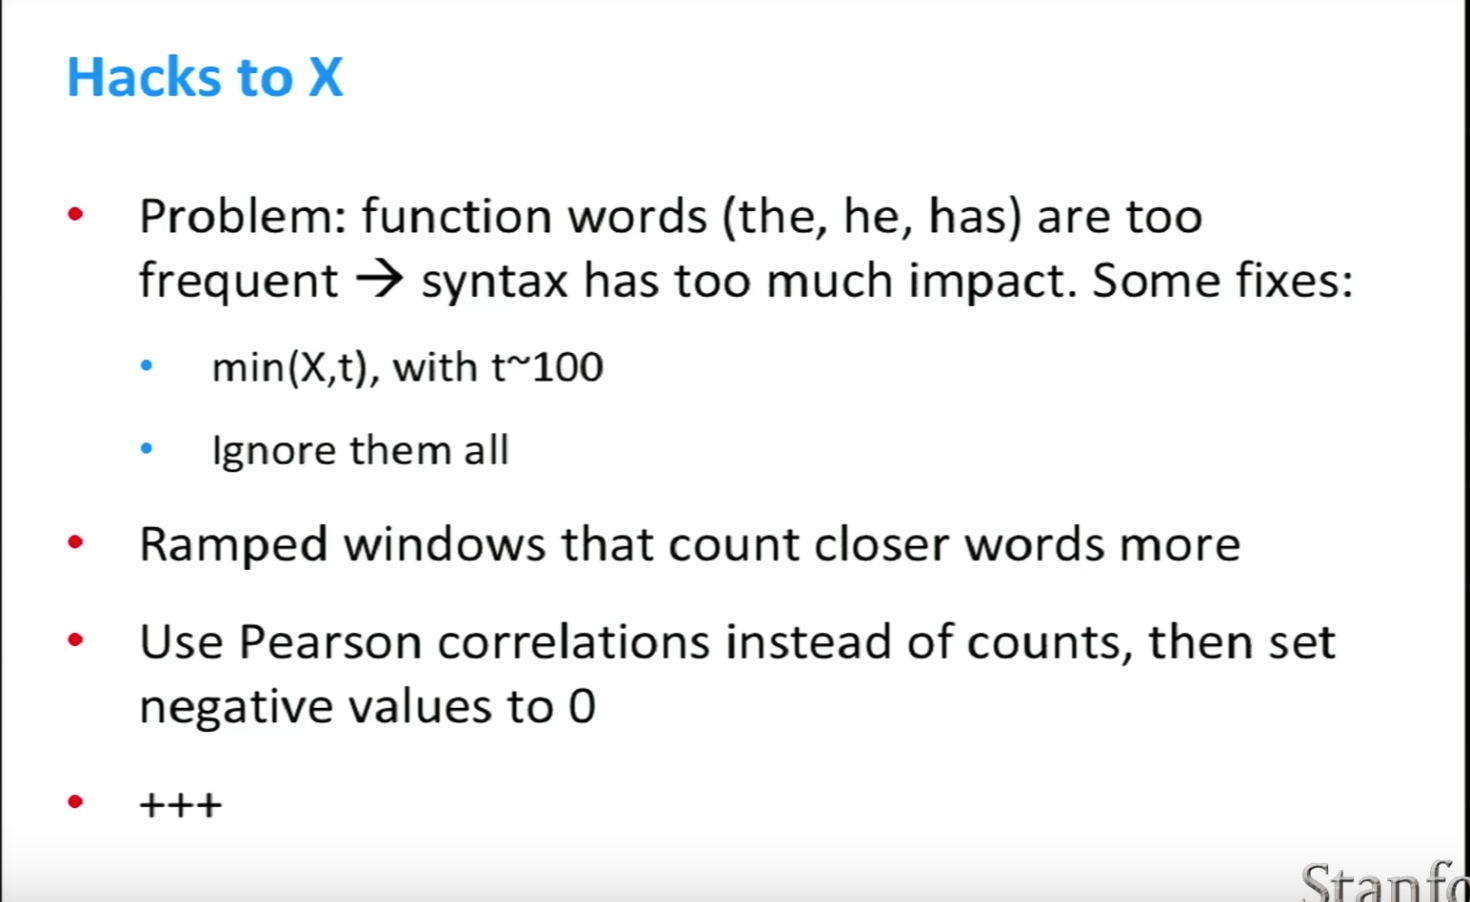 Hacks to X
• Problem: function words (the, he, has) are too
frequent → syntax has too much impact. Some fixes:
• min(X,t), with t~100
• Ignore them all
• Ramped windows that count closer words more
• Use Pearson correlations instead of counts, then set
negative values to 0
• +++
Stanfo